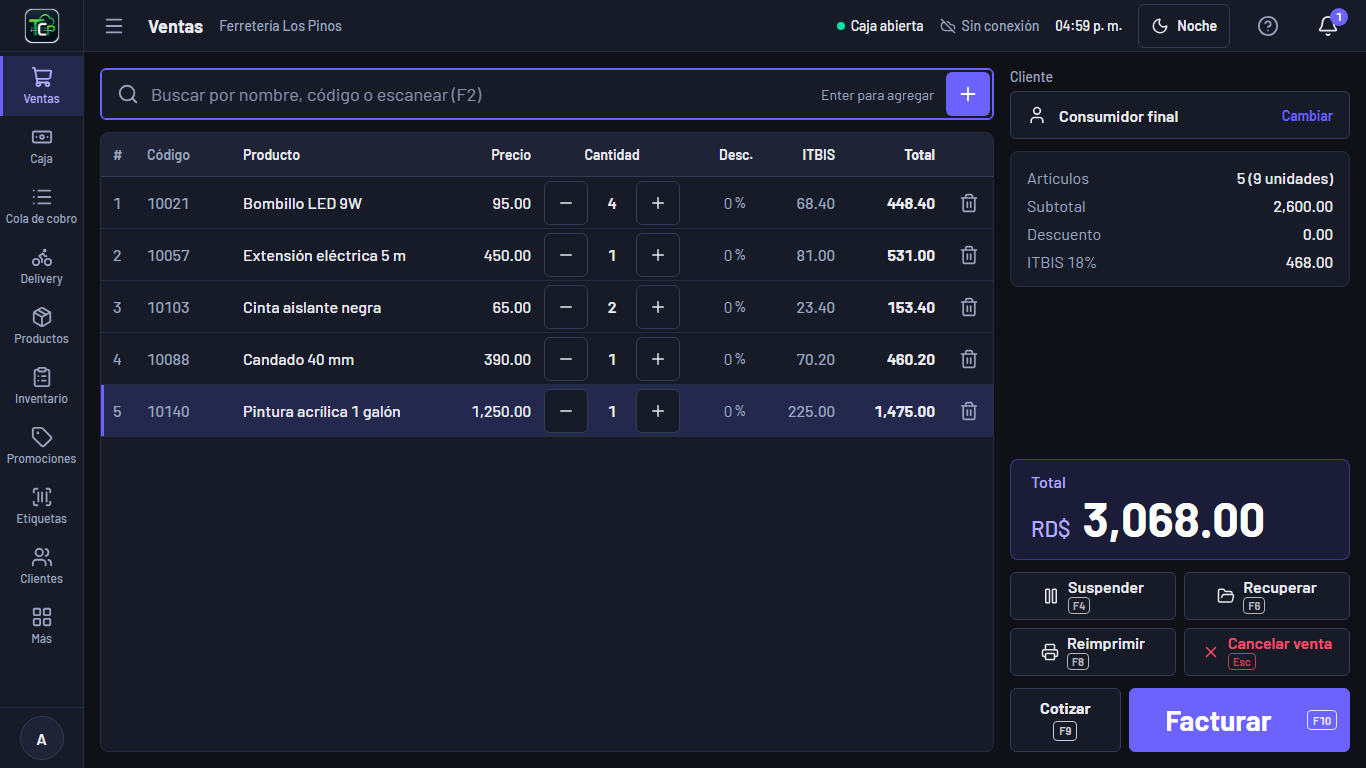 TCP
Ventas
Ferretería Los Pinos
Caja abierta
Sin conexión
04:59 p. m.
Noche
1
Ventas
Caja
Cola de cobro
Delivery
Productos
Inventario
Promociones
Etiquetas
Clientes
Más
A
Buscar por nombre, código o escanear (F2)
Enter para agregar
# Código Producto Precio Cantidad Desc. ITBIS Total
1 10021 Bombillo LED 9W 95.00 − 4 + 0 % 68.40 448.40
2 10057 Extensión eléctrica 5 m 450.00 − 1 + 0 % 81.00 531.00
3 10103 Cinta aislante negra 65.00 − 2 + 0 % 23.40 153.40
4 10088 Candado 40 mm 390.00 − 1 + 0 % 70.20 460.20
5 10140 Pintura acrílica 1 galón 1,250.00 − 1 + 0 % 225.00 1,475.00
Cliente
Consumidor final
Cambiar
Artículos 5 (9 unidades)
Subtotal 2,600.00
Descuento 0.00
ITBIS 18% 468.00
Total
RD$ 3,068.00
Suspender
F4
Recuperar
F6
Reimprimir
F8
Cancelar venta
Esc
Cotizar
F9
Facturar
F10